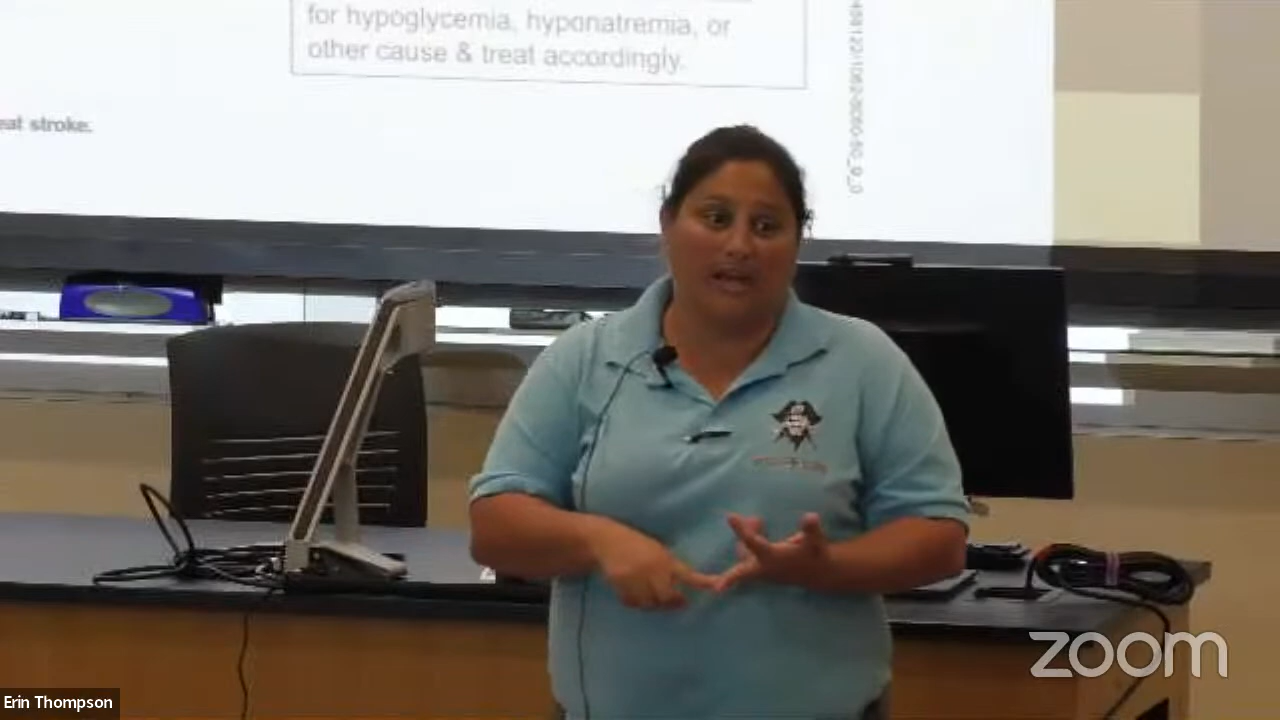 for hypoglycemia, hyponatremia, or
other cause & treat accordingly.
eat stroke.
zoom
Erin Thompson